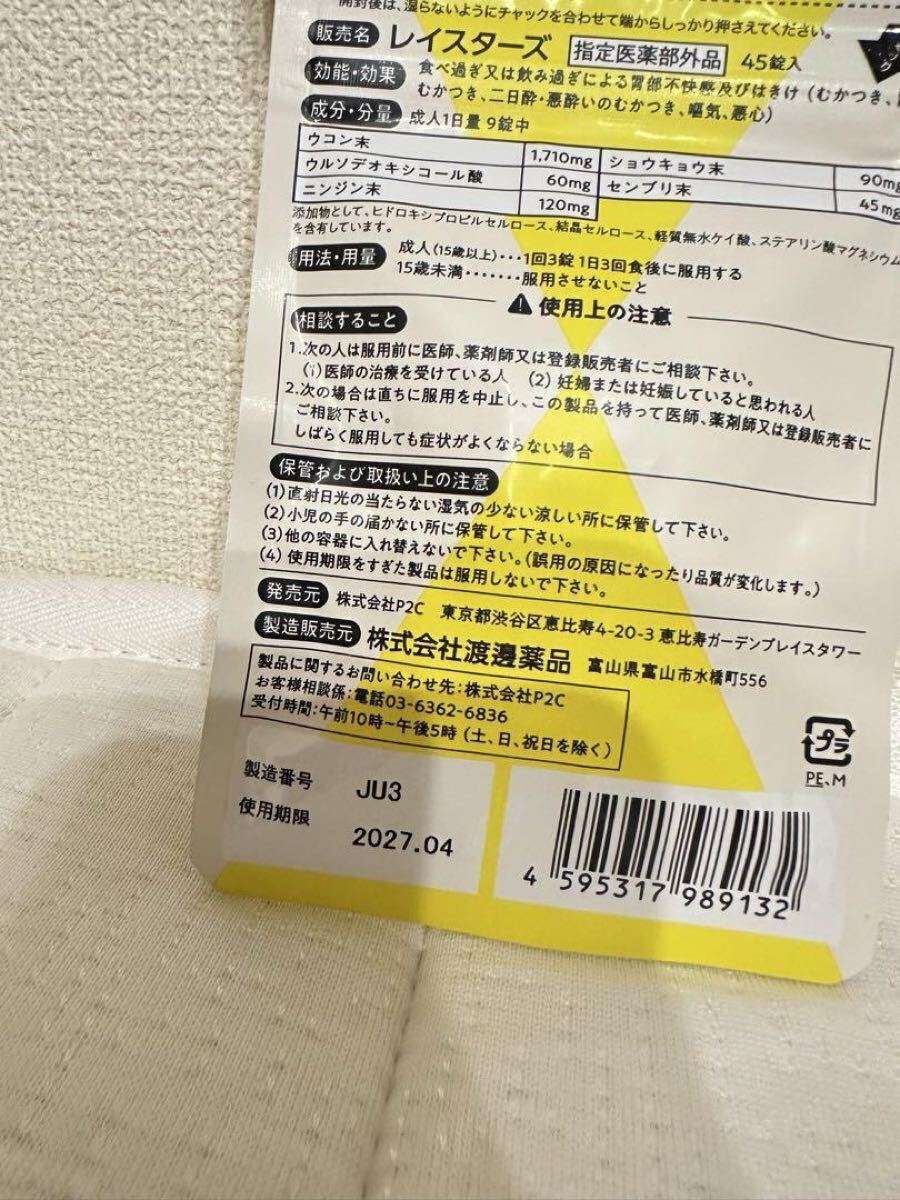 開封後は、湿らないようにチャックを合わせて端からしっかり押さえてください。
販売名 レイスターズ 指定医薬部外品 45錠入
効能・効果 食べ過ぎ又は飲み過ぎによる胃部不快感及びはきけ(むかつき、
むかつき、二日酔・悪酔いのむかつき、嘔気、悪心)
成分・分量 成人1日量 9錠中
ウコン末 1,710mg ショウキョウ末 90mg
ウルソデオキシコール酸 60mg センブリ末 45mg
ニンジン末 120mg
添加物として、ヒドロキシプロピルセルロース、結晶セルロース、軽質無水ケイ酸、ステアリン酸マグネシウム
を含有しています。
用法・用量 成人(15歳以上)・・・1回3錠 1日3回食後に服用する
15歳未満・・・・・・・服用させないこと
使用上の注意
相談すること
1.次の人は服用前に医師、薬剤師又は登録販売者にご相談下さい。
(1)医師の治療を受けている人 (2) 妊婦または妊娠していると思われる人
2.次の場合は直ちに服用を中止し、この製品を持って医師、薬剤師又は登録販売者に
ご相談下さい。
しばらく服用しても症状がよくならない場合
保管および取扱い上の注意
(1)直射日光の当たらない湿気の少ない涼しい所に保管して下さい。
(2)小児の手の届かない所に保管して下さい。
(3)他の容器に入れ替えないで下さい。(誤用の原因になったり品質が変化します。)
(4) 使用期限をすぎた製品は服用しないで下さい。
発売元 株式会社P2C 東京都渋谷区恵比寿4-20-3 恵比寿ガーデンプレイスタワー
製造販売元 株式会社渡邊薬品 富山県富山市水橋町556
製品に関するお問い合わせ先:株式会社P2C
お客様相談係:電話03-6362-6836
受付時間:午前10時~午後5時 (土、日、祝日を除く)
プラ
PE、M
製造番号 JU3
使用期限 2027.04
4 595317 989132